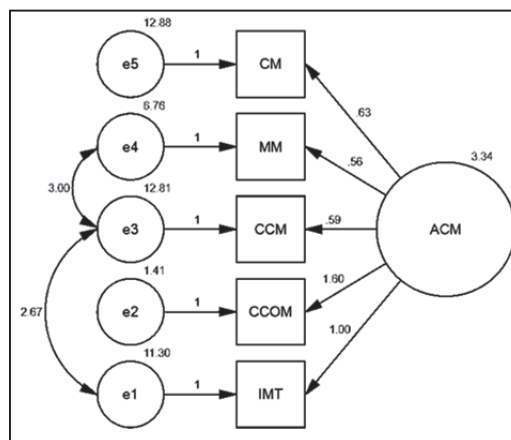 12.88
e5 1 CM
.63
6.76
e4 1 MM
.56
3.34
3.00
12.81
e3 1 CCM .59 ACM
1.41
1.60
2.67
e2 1 CCOM
1.00
11.30
e1 1 IMT